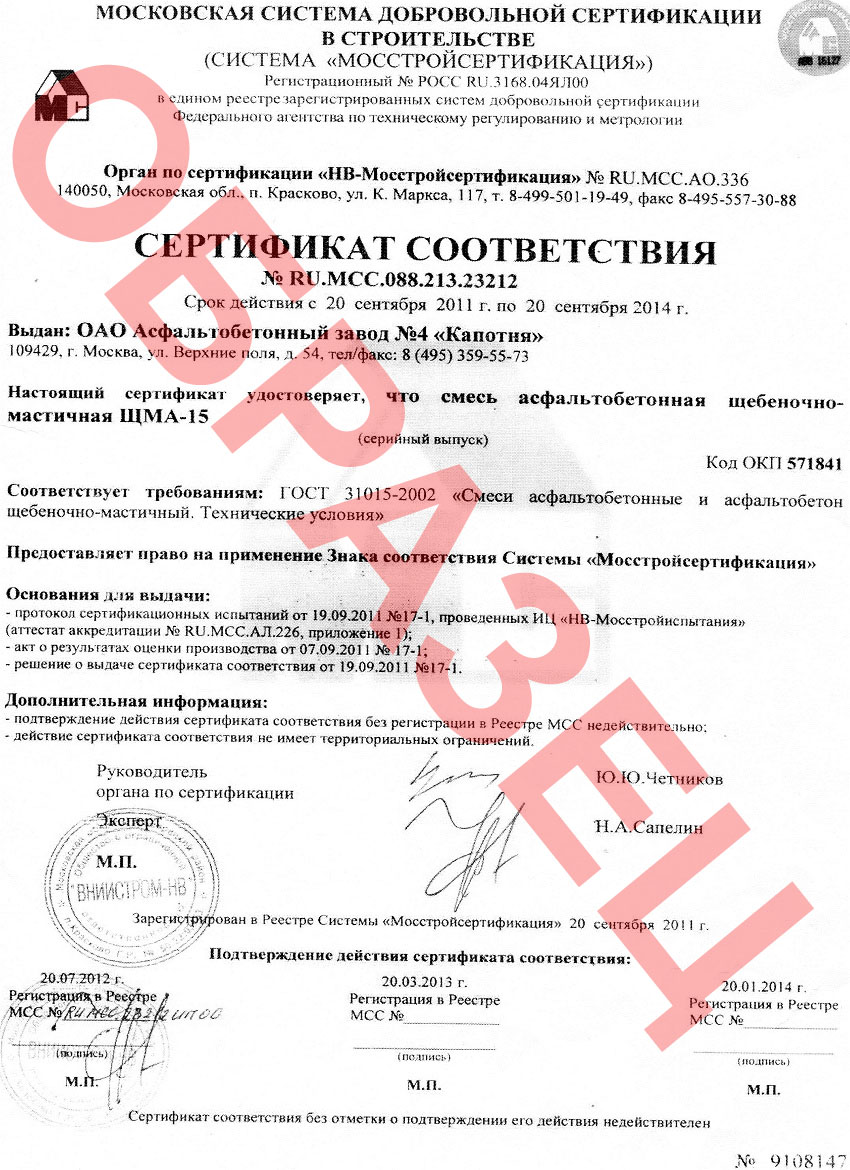 МОСКОВСКАЯ СИСТЕМА ДОБРОВОЛЬНОЙ СЕРТИФИКАЦИИ
В СТРОИТЕЛЬСТВЕ
(СИСТЕМА «МОССТРОЙСЕРТИФИКАЦИЯ»)
Регистрационный № РОСС RU.3168.04ЯЛ00
в едином реестре зарегистрированных систем добровольной сертификации
Федерального агентства по техническому регулированию и метрологии
МС
Орган по сертификации «НВ-Мосстройсертификация» № RU.МСС.АО.336
140050, Московская обл., п. Красково, ул. К. Маркса, 117, т. 8-499-501-19-49, факс 8-495-557-30-88
СЕРТИФИКАТ СООТВЕТСТВИЯ
№ RU.МСС.088.213.23212
Срок действия с 20 сентября 2011 г. по 20 сентября 2014 г.
Выдан: ОАО Асфальтобетонный завод №4 «Капотня»
109429, г. Москва, ул. Верхние поля, д. 54, тел/факс: 8 (495) 359-55-73
Настоящий сертификат удостоверяет, что смесь асфальтобетонная щебеночно-
мастичная ЩМА-15
(серийный выпуск)
Код ОКП 571841
Соответствует требованиям: ГОСТ 31015-2002 «Смеси асфальтобетонные и асфальтобетон
щебеночно-мастичный. Технические условия»
Предоставляет право на применение Знака соответствия Системы «Мосстройсертификация»
Основания для выдачи:
- протокол сертификационных испытаний от 19.09.2011 №17-1, проведенных ИЦ «НВ-Мосстройиспытания»
(аттестат аккредитации № RU.МСС.АЛ.226, приложение 1);
- акт о результатах оценки производства от 07.09.2011 № 17-1;
- решение о выдаче сертификата соответствия от 19.09.2011 №17-1.
Дополнительная информация:
- подтверждение действия сертификата соответствия без регистрации в Реестре МСС недействительно;
- действие сертификата соответствия не имеет территориальных ограничений.
Руководитель
органа по сертификации
Ю.Ю.Четников
Эксперт
Н.А.Сапелин
М.П.
ВНИИСТРОМ-НВ
Зарегистрирован в Реестре Системы «Мосстройсертификация» 20 сентября 2011 г.
Подтверждение действия сертификата соответствия:
20.07.2012 г.
Регистрация в Реестре
МСС №
(подпись)
М.П.
20.03.2013 г.
Регистрация в Реестре
МСС №
(подпись)
М.П.
20.01.2014 г.
Регистрация в Реестре
МСС №
(подпись)
М.П.
Сертификат соответствия без отметки о подтверждении его действия недействителен
№ 9108147
ОБРАЗЕЦ